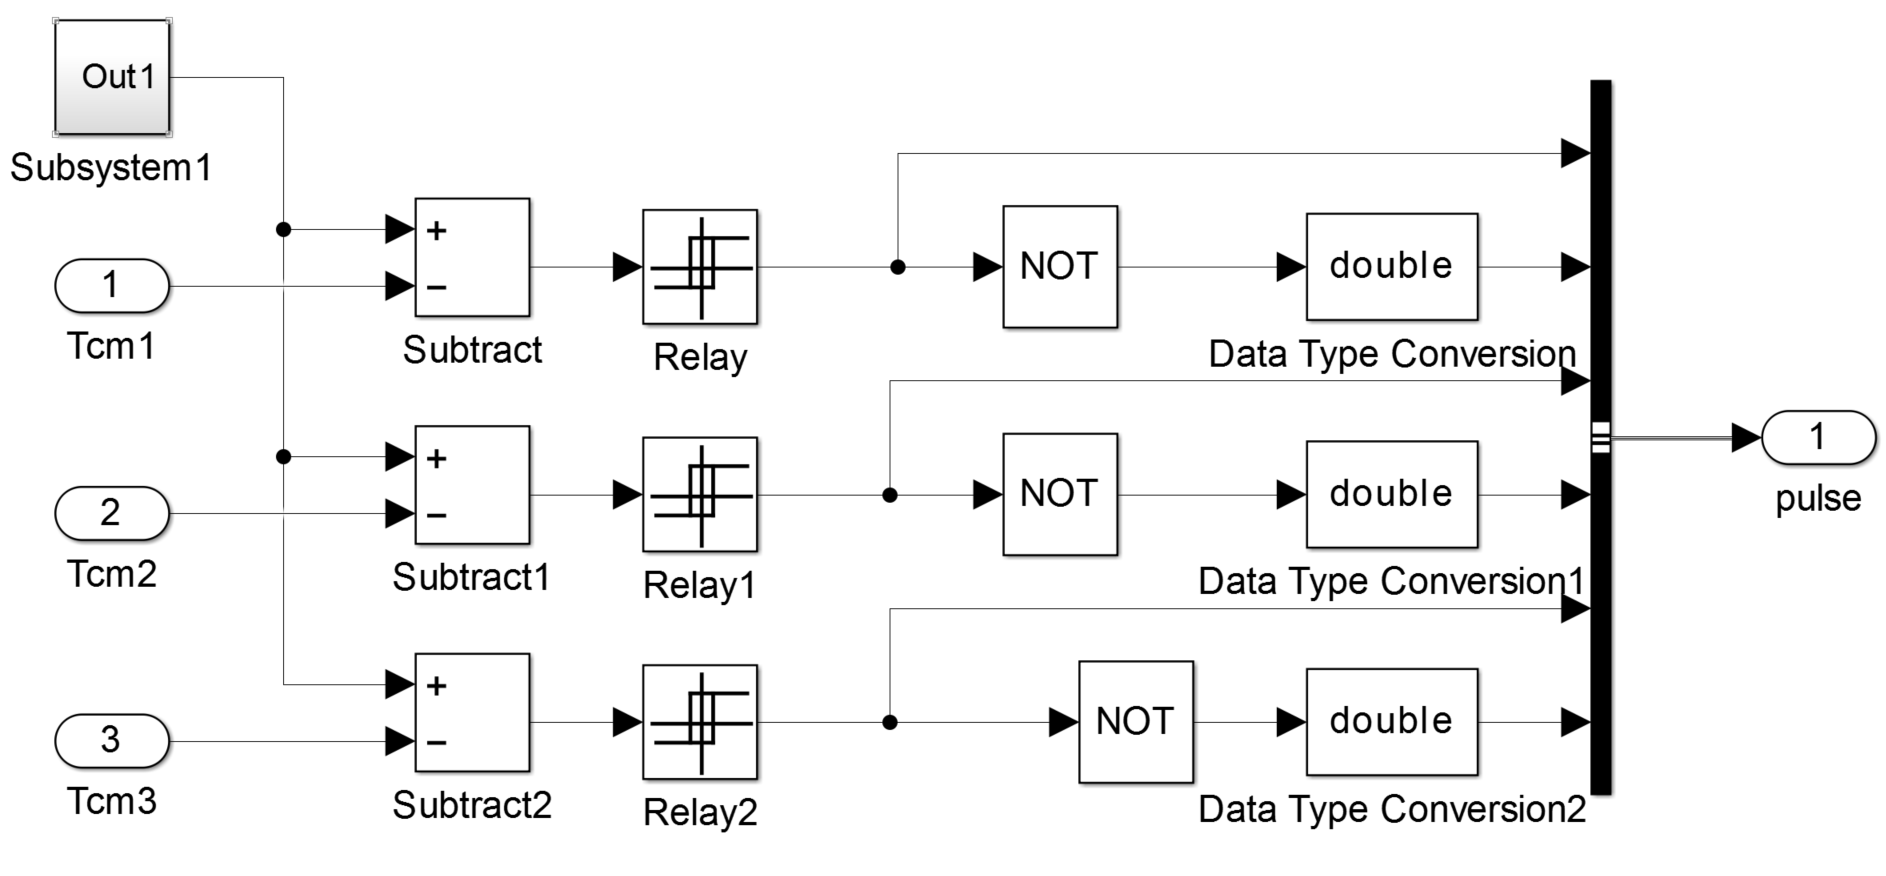 Out1
Subsystem1
+
−
1
Tcm1
Subtract
Relay
NOT
double
Data Type Conversion
+
−
2
Tcm2
Subtract1
Relay1
NOT
double
Data Type Conversion1
1
pulse
+
−
3
Tcm3
Subtract2
Relay2
NOT
double
Data Type Conversion2